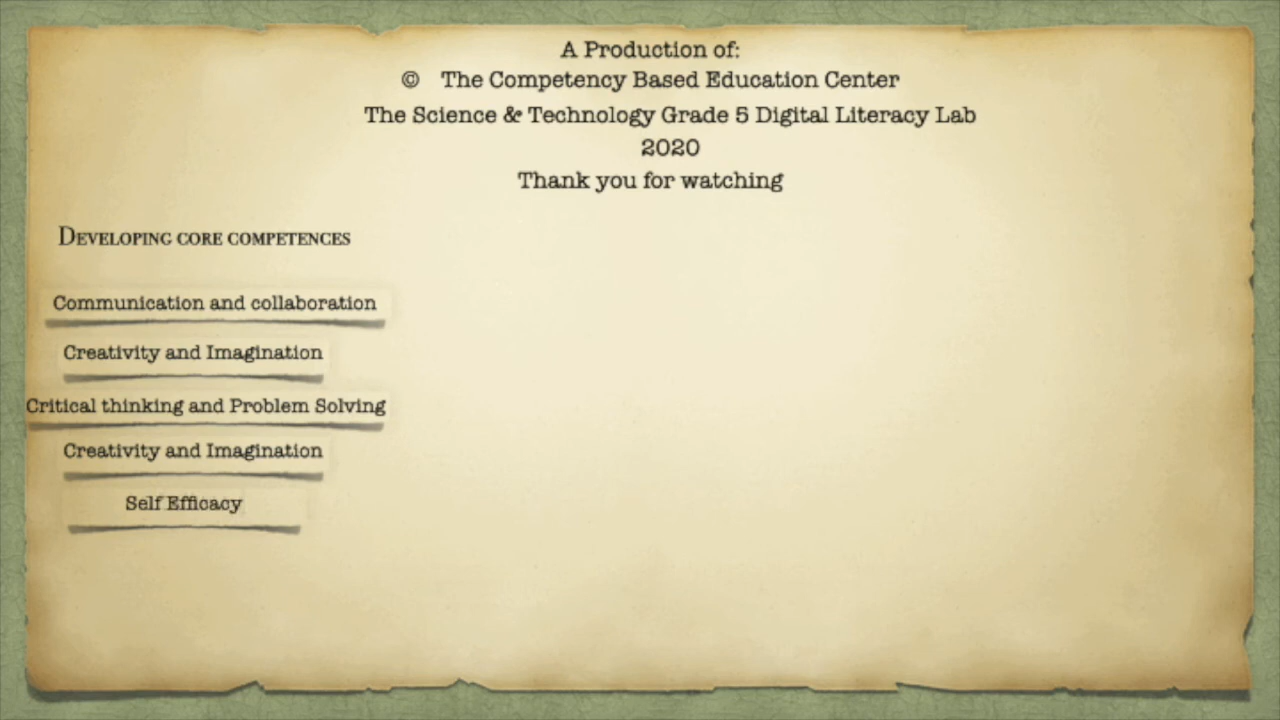 A Production of:
© The Competency Based Education Center
The Science & Technology Grade 5 Digital Literacy Lab
2020
Thank you for watching
Developing core competences
Communication and collaboration
Creativity and Imagination
Critical thinking and Problem Solving
Creativity and Imagination
Self Efficacy